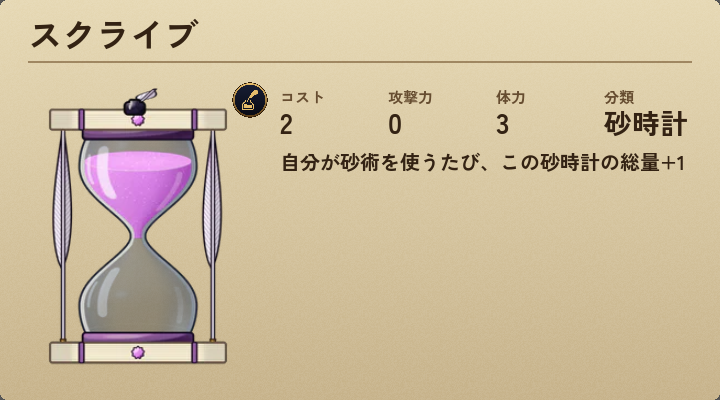 スクライブ
コスト 攻撃力 体力 分類
2 0 3 砂時計
自分が砂術を使うたび、この砂時計の総量+1